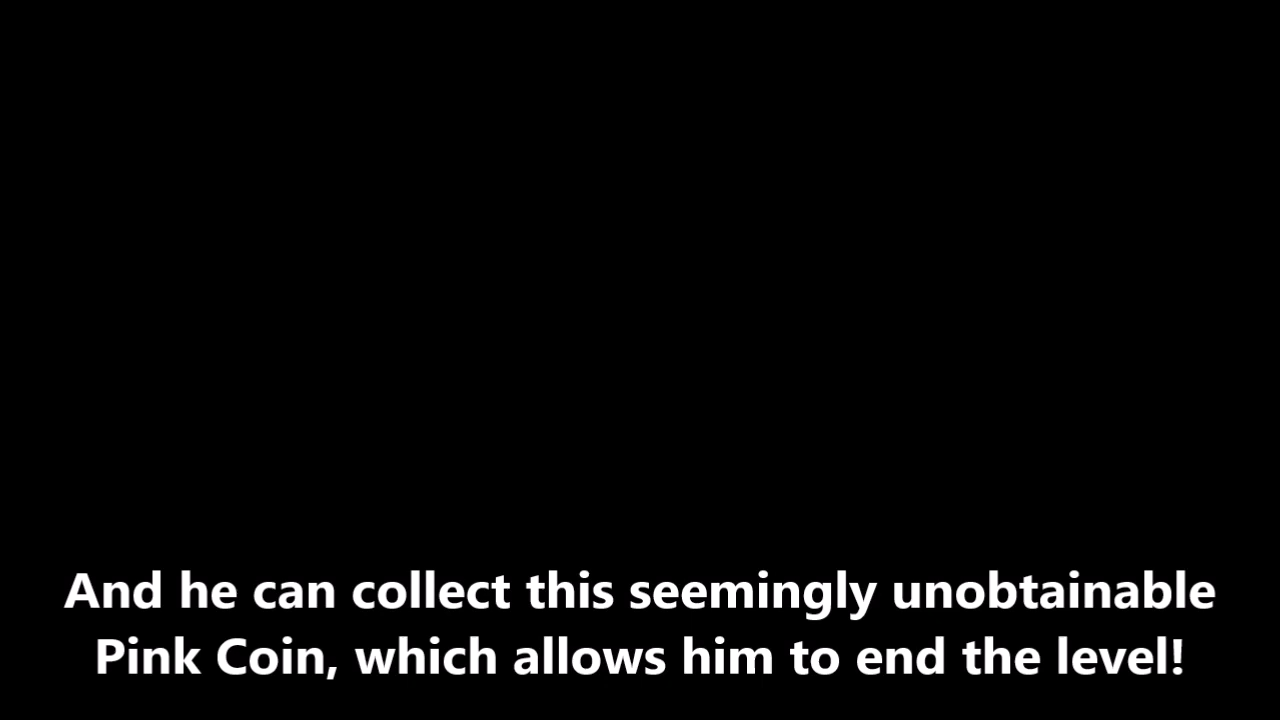 And he can collect this seemingly unobtainable
Pink Coin, which allows him to end the level!